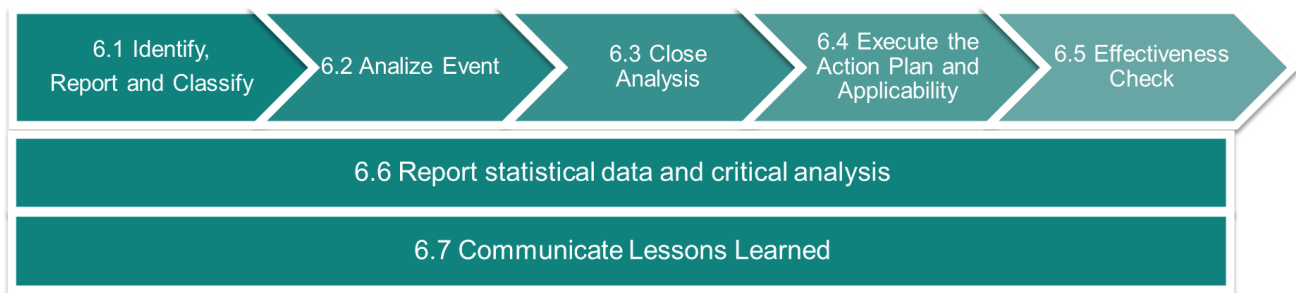 6.1 Identify,
Report and Classify
6.2 Analize Event
6.3 Close
Analysis
6.4 Execute the
Action Plan and
Applicability
6.5 Effectiveness
Check
6.6 Report statistical data and critical analysis
6.7 Communicate Lessons Learned